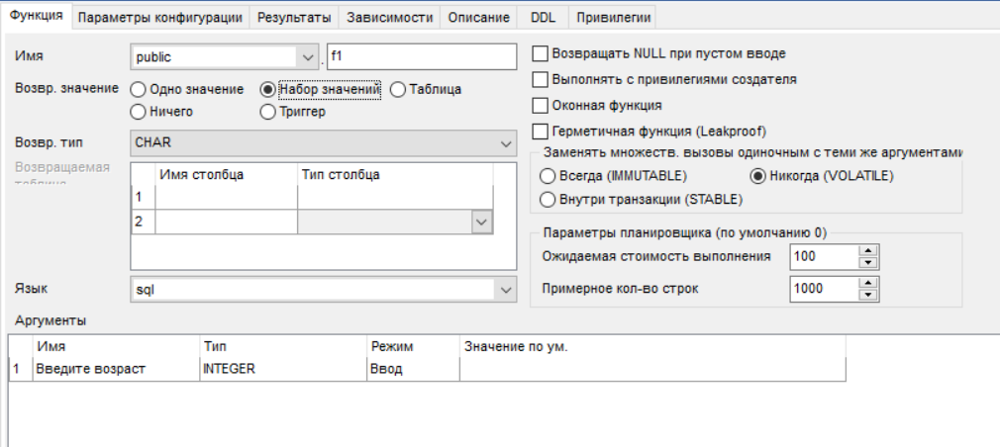 Функция Параметры конфигурации Результаты Зависимости Описание DDL Привилегии
Имя public . f1
Возвр. значение Одно значение Набор значений Таблица
Ничего Триггер
Возвр. тип CHAR
Возвращаемая
таблица
Имя столбца Тип столбца
1
2
Язык sql
Возвращать NULL при пустом вводе
Выполнять с привилегиями создателя
Оконная функция
Герметичная функция (Leakproof)
Заменять множеств. вызовы одиночным с теми же аргументами
Всегда (IMMUTABLE) Никогда (VOLATILE)
Внутри транзакции (STABLE)
Параметры планировщика (по умолчанию 0)
Ожидаемая стоимость выполнения 100
Примерное кол-во строк 1000
Аргументы
Имя Тип Режим Значение по ум.
1 Введите возраст INTEGER Ввод